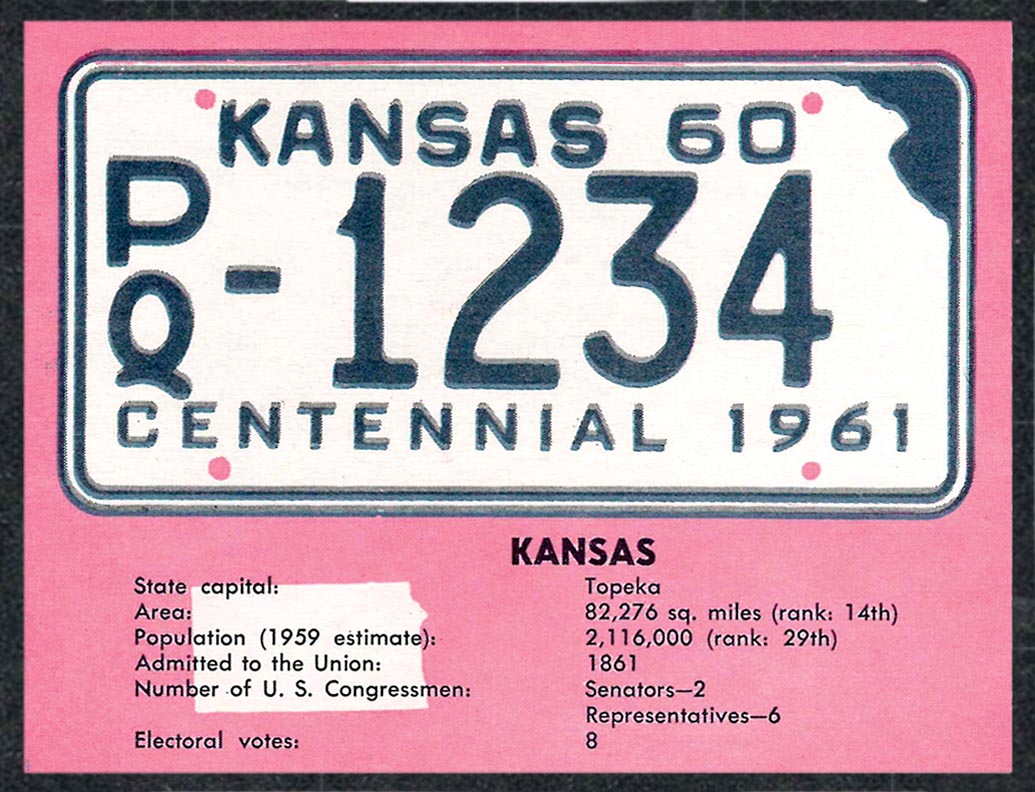 KANSAS 60
PQ-1234
CENTENNIAL 1961
KANSAS
State capital: Topeka
Area: 82,276 sq. miles (rank: 14th)
Population (1959 estimate): 2,116,000 (rank: 29th)
Admitted to the Union: 1861
Number of U. S. Congressmen: Senators—2
Representatives—6
Electoral votes: 8